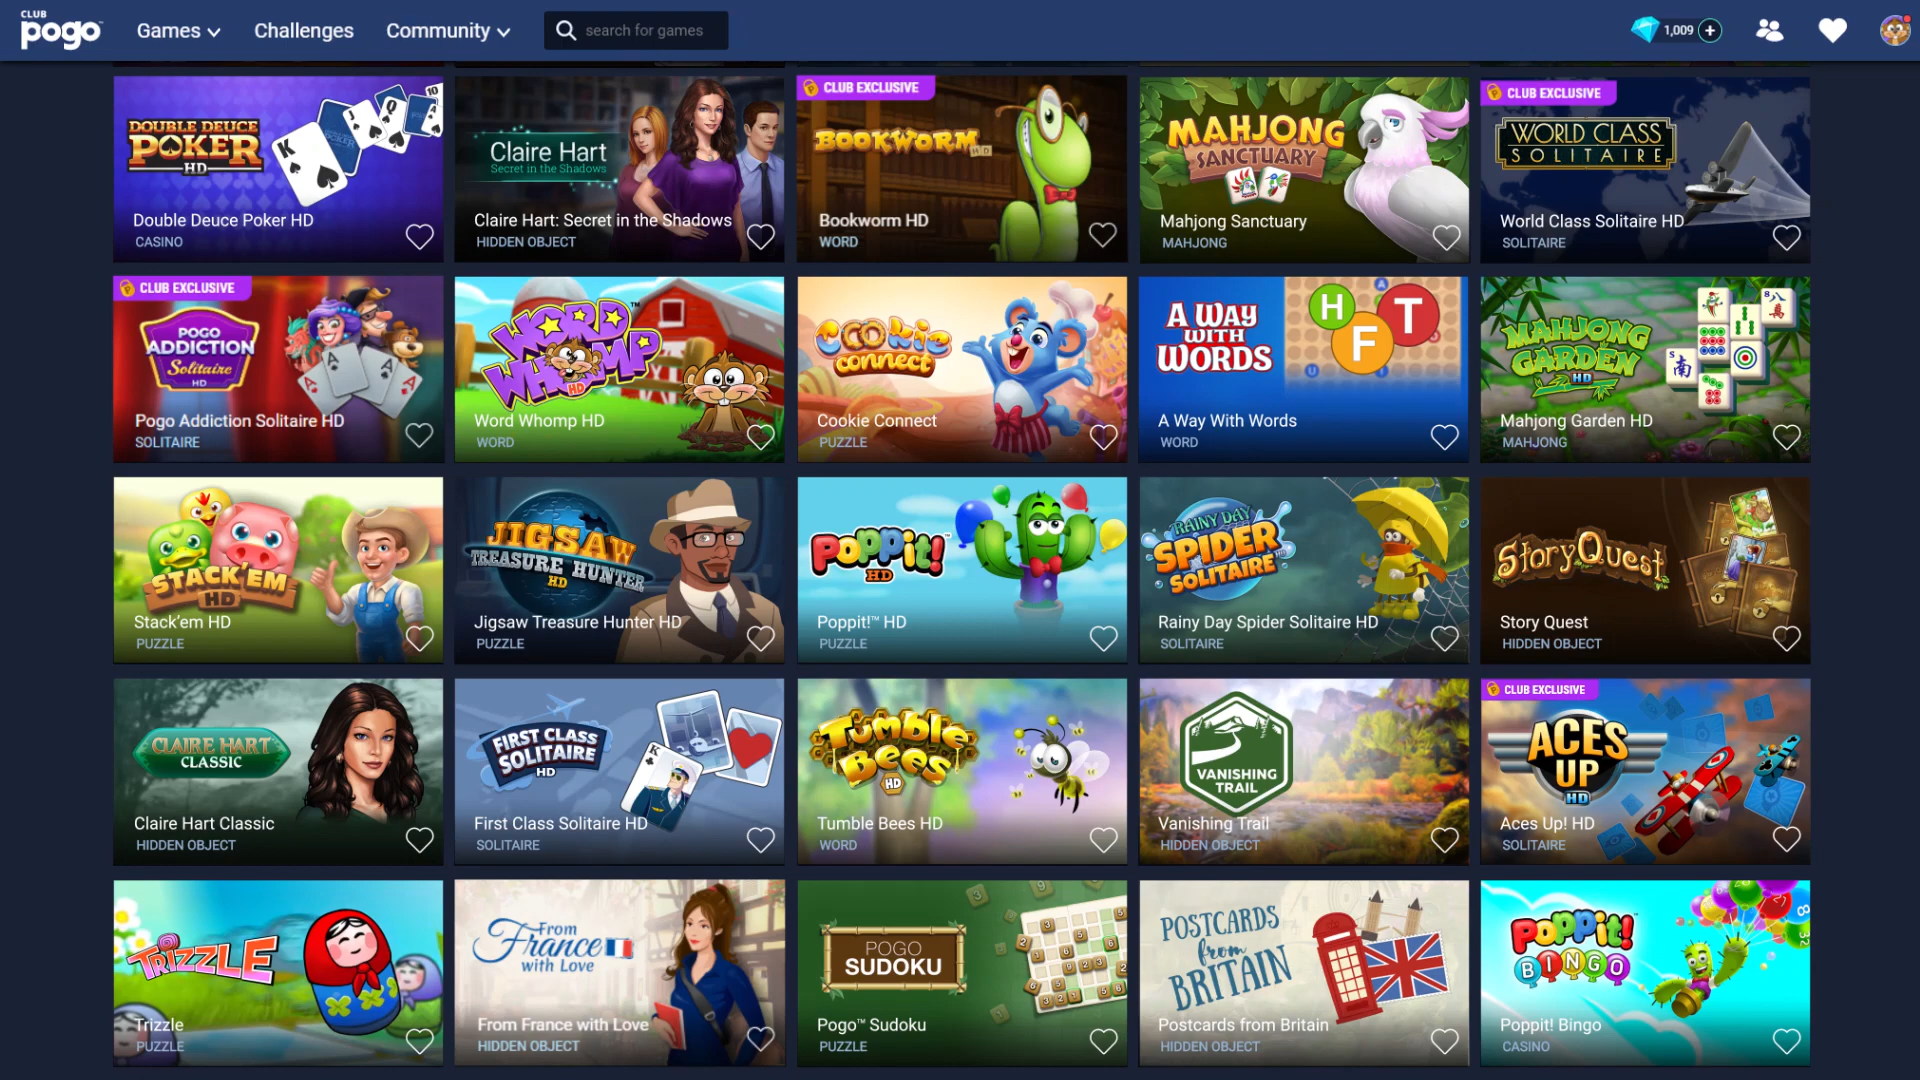 CLUB
pogo
Games
Challenges
Community
search for games
1,009
DOUBLE DEUCE
POKER
HD
K
J
Q
10
Double Deuce Poker HD
CASINO
Claire Hart
Secret in the Shadows
Claire Hart: Secret in the Shadows
HIDDEN OBJECT
CLUB EXCLUSIVE
BOOKWORM HD
Bookworm HD
WORD
MAHJONG
SANCTUARY
Mahjong Sanctuary
MAHJONG
CLUB EXCLUSIVE
WORLD CLASS
SOLITAIRE
World Class Solitaire HD
SOLITAIRE
CLUB EXCLUSIVE
POGO
ADDICTION
Solitaire
HD
A A A A
Pogo Addiction Solitaire HD
SOLITAIRE
WORD
WHOMP™
HD
Word Whomp HD
WORD
COOKIE
connect
Cookie Connect
PUZZLE
A WAY
WITH
WORDS
H
F
T
A
U
I
A Way With Words
WORD
MAHJONG
GARDEN
HD
Mahjong Garden HD
MAHJONG
STACK'EM
HD
Stack'em HD
PUZZLE
JIGSAW
TREASURE HUNTER
HD
Jigsaw Treasure Hunter HD
PUZZLE
POPPiT!™
HD
Poppit!™ HD
PUZZLE
RAINY DAY
SPIDER
SOLITAIRE
HD
Rainy Day Spider Solitaire HD
SOLITAIRE
StoryQuest
Story Quest
HIDDEN OBJECT
CLAIRE HART
CLASSIC
Claire Hart Classic
HIDDEN OBJECT
FIRST CLASS
SOLITAIRE
HD
K
First Class Solitaire HD
SOLITAIRE
Tumble
Bees
HD
Tumble Bees HD
WORD
VANISHING
TRAIL
Vanishing Trail
HIDDEN OBJECT
CLUB EXCLUSIVE
ACES
UP
HD
Aces Up! HD
SOLITAIRE
TRIZZLE
Trizzle
PUZZLE
From
France
with Love
From France with Love
HIDDEN OBJECT
POGO
SUDOKU
Pogo™ Sudoku
PUZZLE
POSTCARDS
from
BRITAIN
Postcards from Britain
HIDDEN OBJECT
POPPiT!
BINGO
Poppit! Bingo
CASINO